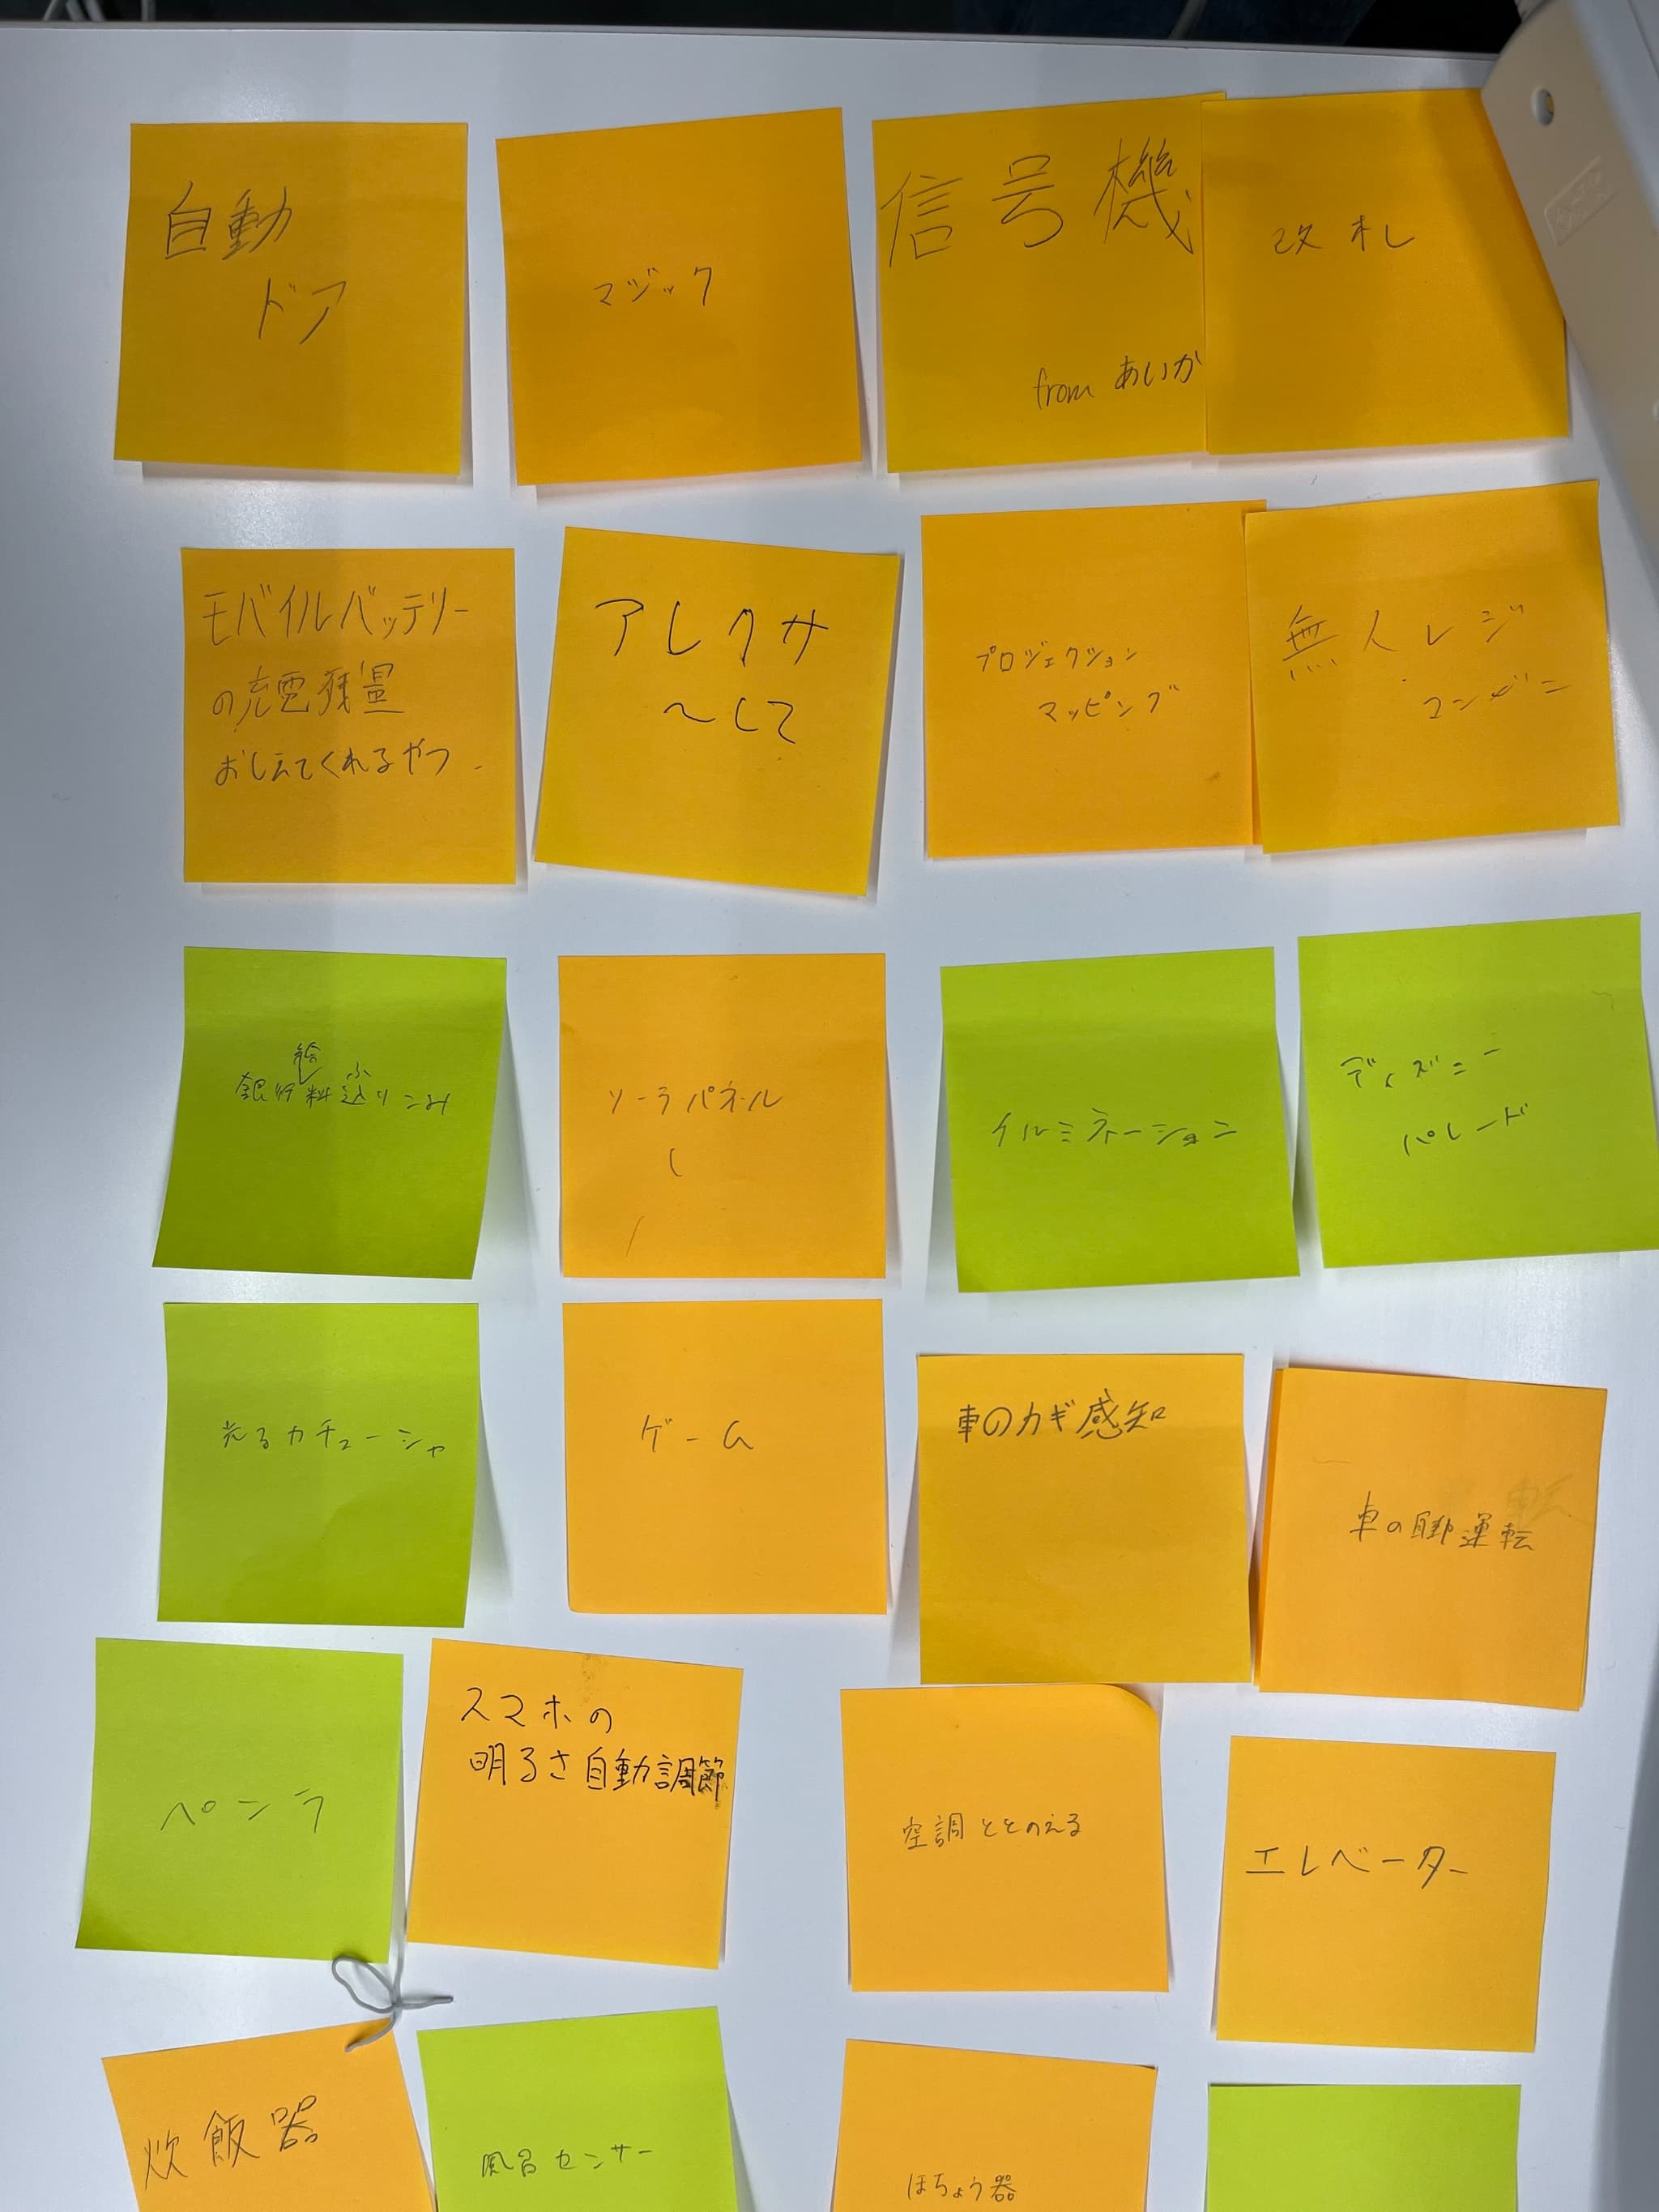 自動
ドア
マジック
信号機
from あいか
改札
モバイルバッテリー
の充電残量
おしえてくれるやつ
アレクサ
〜して
プロジェクション
マッピング
無人レジ
コンビニ
給
ふ
銀行料込りこみ
ソーラパネル
イルミネーション
ディズニー
パレード
光るカチューシャ
ゲーム
車のカギ感知
車の自動運転
ペンラ
スマホの
明るさ自動調節
空調ととのえる
エレベーター
炊飯器
風呂センサー
ほちょう器